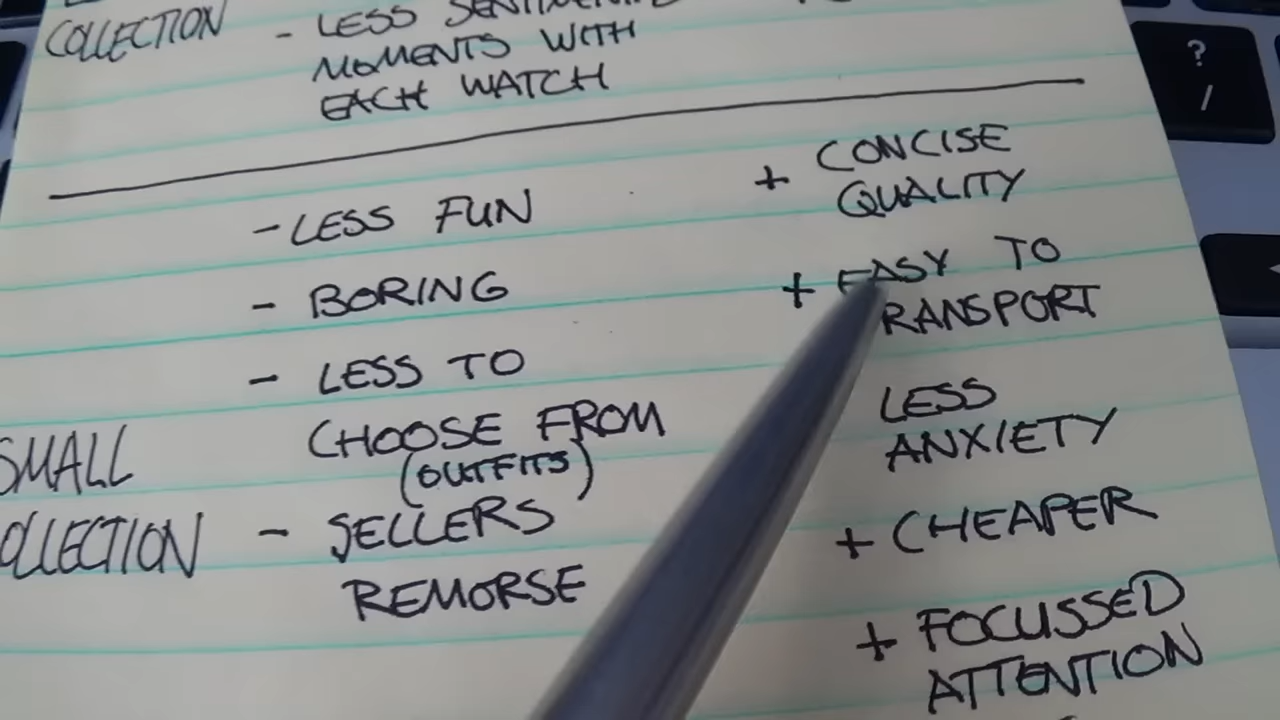 COLLECTION - LESS
MOMENTS WITH
EACH WATCH
- LESS FUN
- BORING
- LESS TO
CHOOSE FROM
(OUTFITS)
SMALL
COLLECTION - SELLERS
REMORSE
+ CONCISE
QUALITY
+ EASY TO
TRANSPORT
LESS
ANXIETY
+ CHEAPER
+ FOCUSSED
ATTENTION
?
/